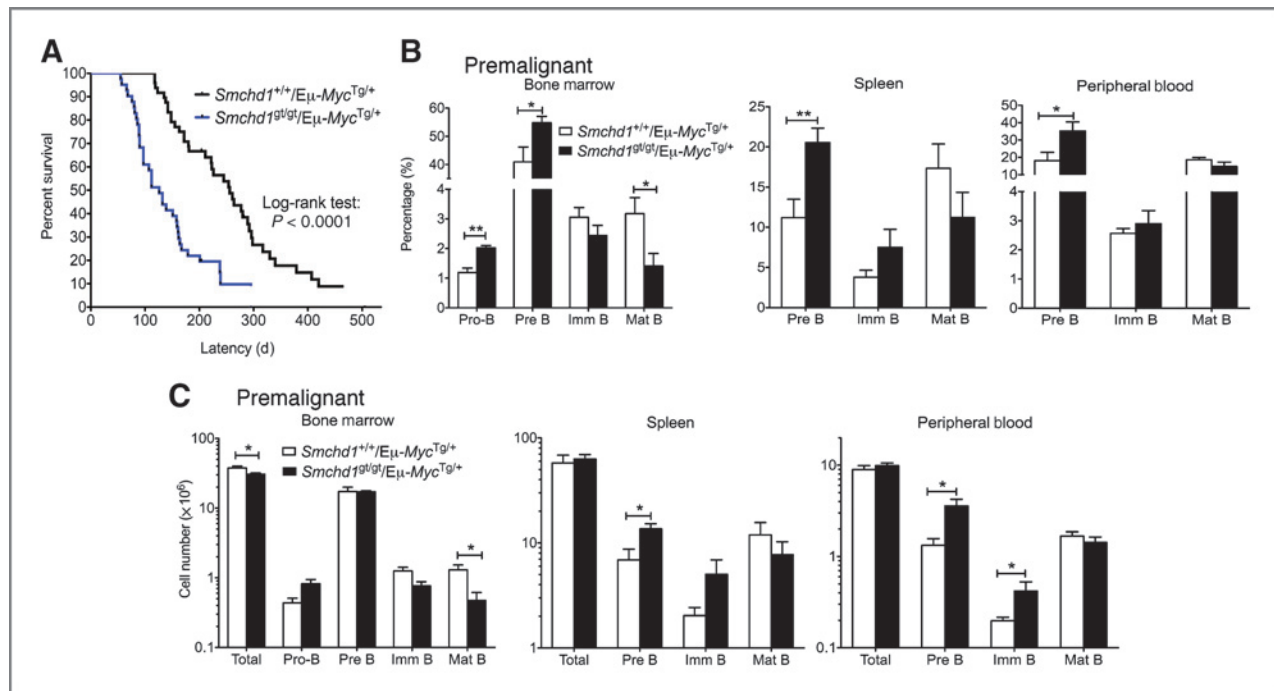 A
100
90
80
70
60
50
40
30
20
10
0
Percent survival
0 100 200 300 400 500
Latency (d)
Smchd1+/+/Eμ-MycTg/+
Smchd1gt/gt/Eμ-MycTg/+
Log-rank test:
P < 0.0001
B
Premalignant
Bone marrow
Percentage (%)
60
50
40
30
4
3
2
1
0
Smchd1+/+/Eμ-MycTg/+
Smchd1gt/gt/Eμ-MycTg/+
** * *
Pro-B Pre B Imm B Mat B
Spleen
25
20
15
10
5
0
**
Pre B Imm B Mat B
Peripheral blood
50
40
30
20
10
4
3
2
1
0
*
Pre B Imm B Mat B
C
Premalignant
Bone marrow
Cell number (×106)
100
10
1
0.1
Smchd1+/+/Eμ-MycTg/+
Smchd1gt/gt/Eμ-MycTg/+
* *
Total Pro-B Pre B Imm B Mat B
Spleen
100
10
1
*
Total Pre B Imm B Mat B
Peripheral blood
10
1
0.1
* *
Total Pre B Imm B Mat B